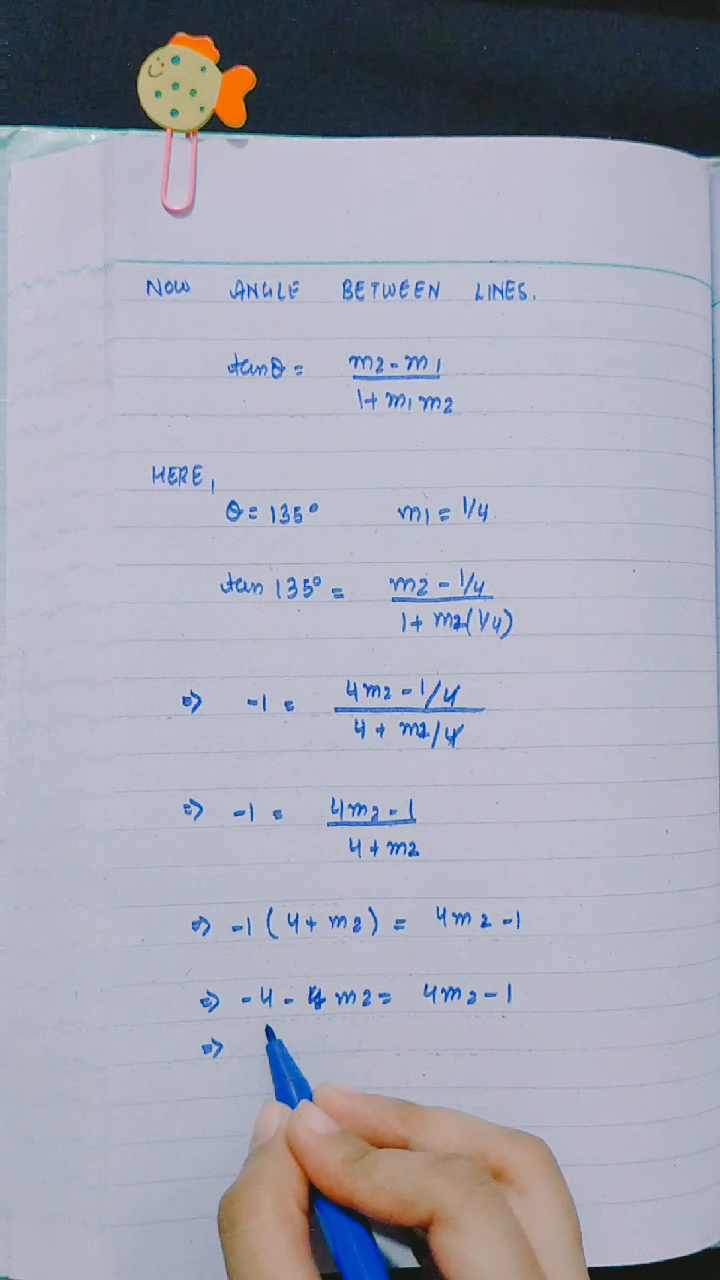 NOW ANGLE BETWEEN LINES.
tanθ = m2 - m1 / 1 + m1 m2
HERE,
θ = 135° m1 = 1/4
tan 135° = m2 - 1/4 / 1 + m2(1/4)
⇒ -1 = 4m2 - 1/4 / 4 + m2/4
⇒ -1 = 4m2 - 1 / 4 + m2
⇒ -1 (4 + m2) = 4m2 - 1
⇒ -4 - m2 = 4m2 - 1
⇒